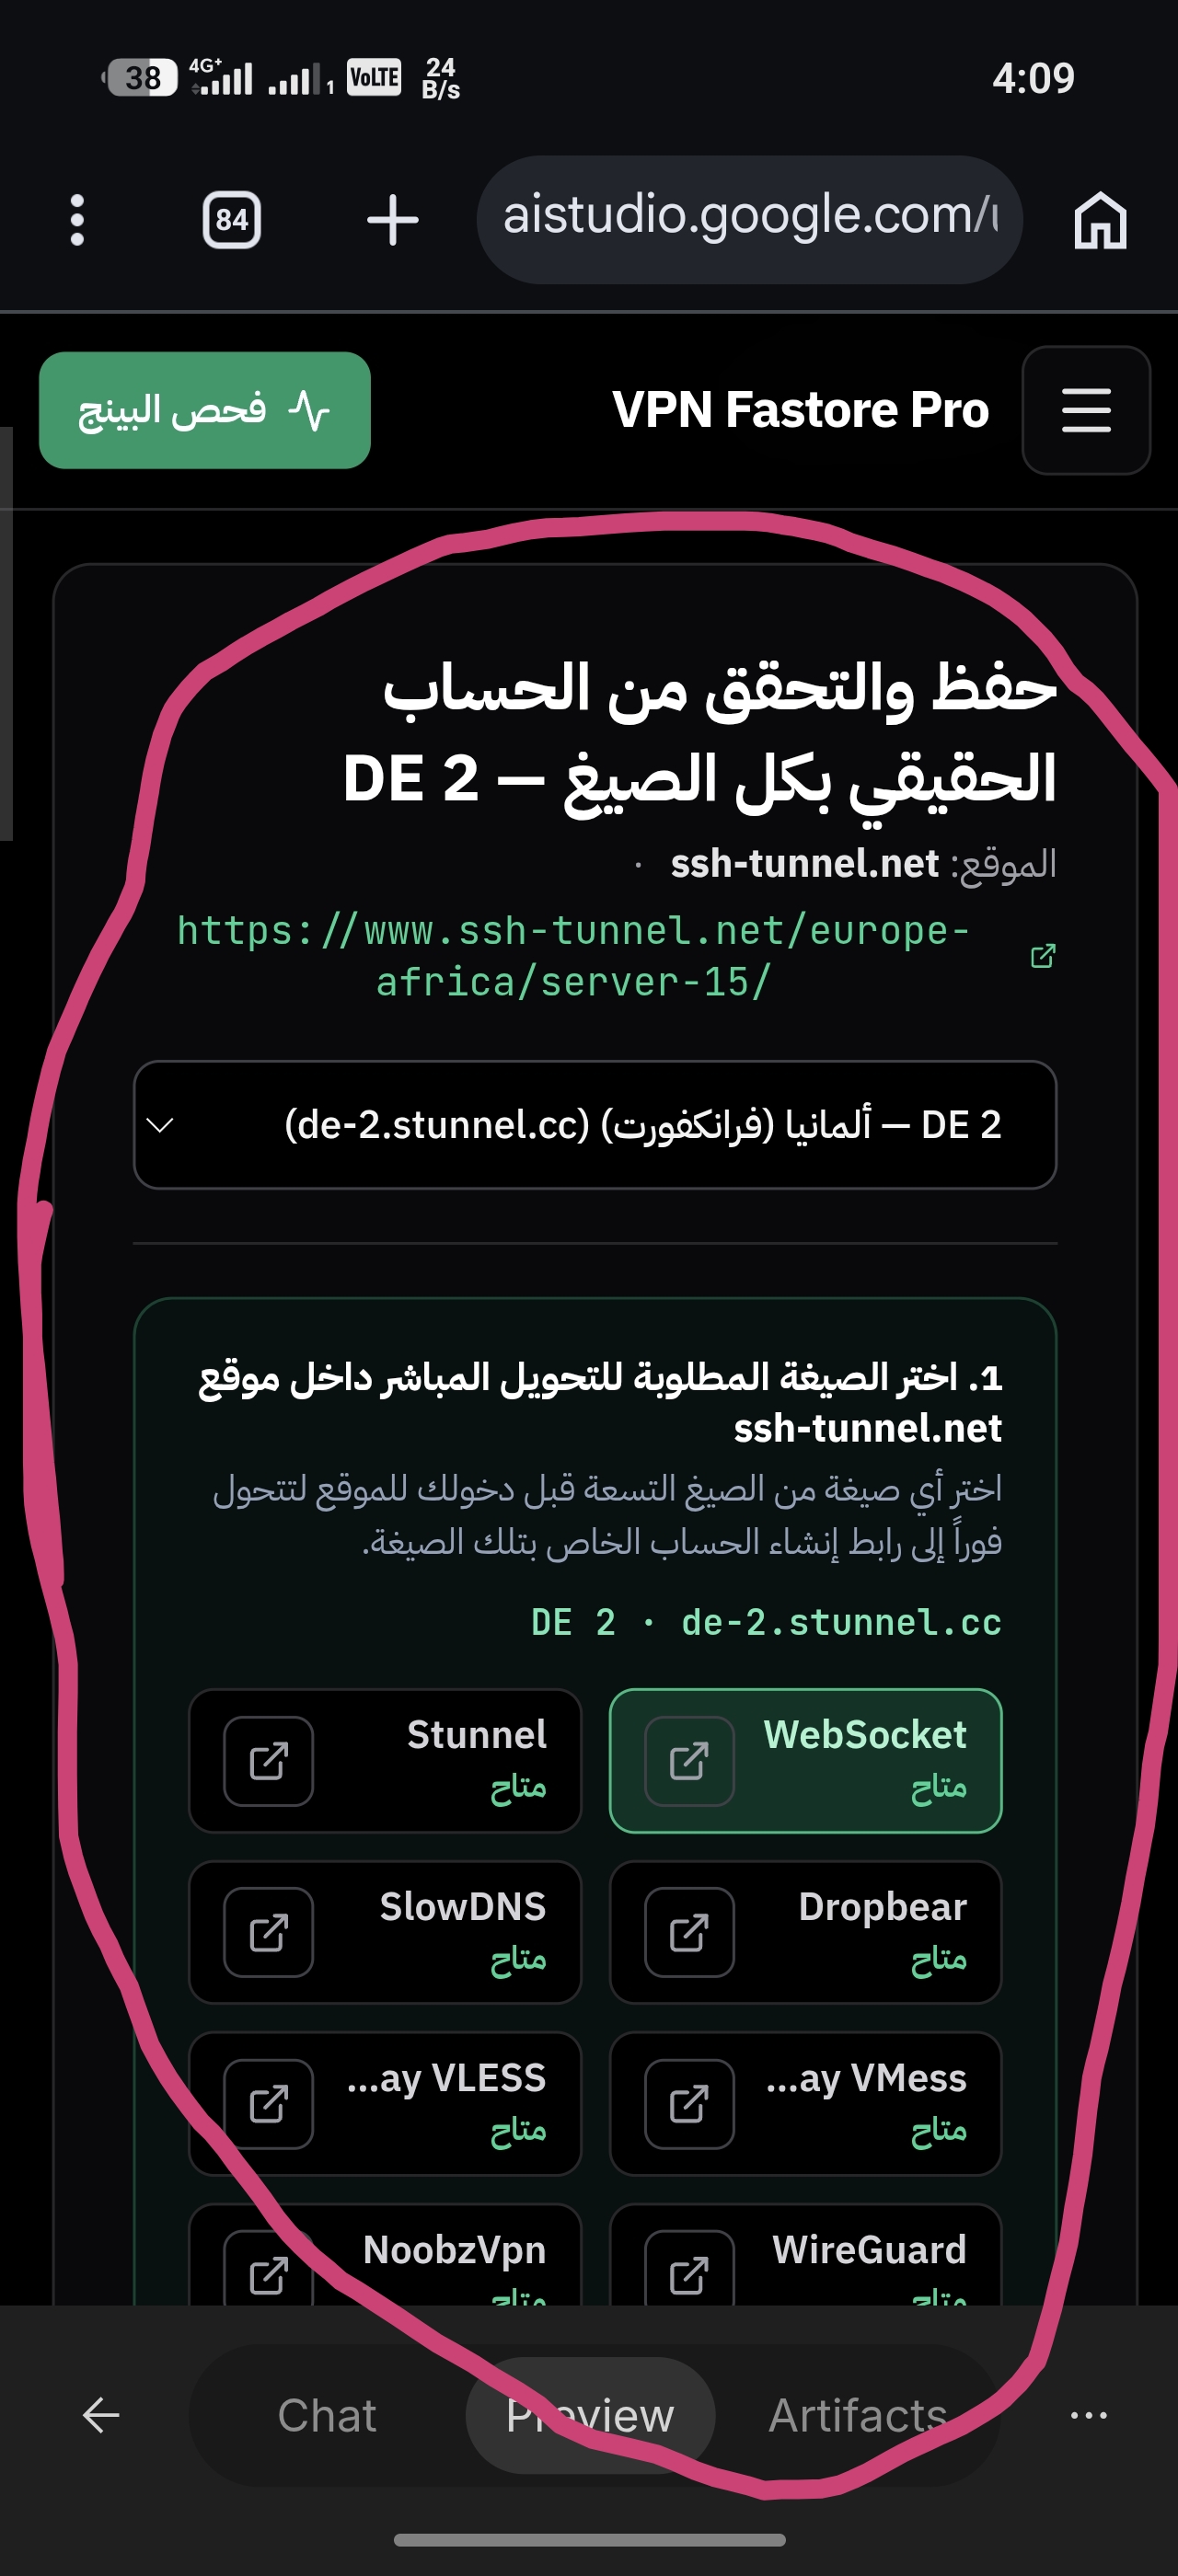 38 4G+ 1 VoLTE 24 B/s 4:09
84 aistudio.google.com/
VPN Fastore Pro
فحص البينج
حفظ والتحقق من الحساب
الحقيقي بكل الصيغ — DE 2
الموقع: ssh-tunnel.net ·
https://www.ssh-tunnel.net/europe-
africa/server-15/
DE 2 — ألمانيا (فرانكفورت) (de-2.stunnel.cc)
1. اختر الصيغة المطلوبة للتحويل المباشر داخل موقع
ssh-tunnel.net
اختر أي صيغة من الصيغ التسعة قبل دخولك للموقع لتتحول
فوراً إلى رابط إنشاء الحساب الخاص بتلك الصيغة.
DE 2 · de-2.stunnel.cc
WebSocket
متاح
Stunnel
متاح
Dropbear
متاح
SlowDNS
متاح
...ay VMess
متاح
...ay VLESS
متاح
WireGuard
متاح
NoobzVpn
متاح
Chat Preview Artifacts